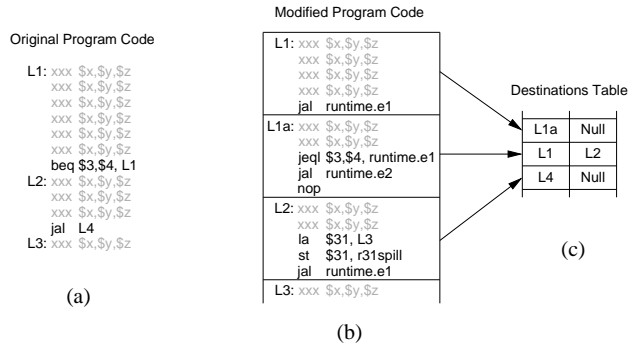 Original Program Code
L1: xxx $x,$y,$z
xxx $x,$y,$z
xxx $x,$y,$z
xxx $x,$y,$z
xxx $x,$y,$z
xxx $x,$y,$z
beq $3,$4, L1
L2: xxx $x,$y,$z
xxx $x,$y,$z
xxx $x,$y,$z
jal L4
L3: xxx $x,$y,$z
(a)
Modified Program Code
L1: xxx $x,$y,$z
xxx $x,$y,$z
xxx $x,$y,$z
xxx $x,$y,$z
jal runtime.e1
L1a: xxx $x,$y,$z
xxx $x,$y,$z
jeql $3,$4, runtime.e1
jal runtime.e2
nop
L2: xxx $x,$y,$z
xxx $x,$y,$z
la $31, L3
st $31, r31spill
jal runtime.e1
L3: xxx $x,$y,$z
(b)
Destinations Table
L1a Null
L1 L2
L4 Null
(c)